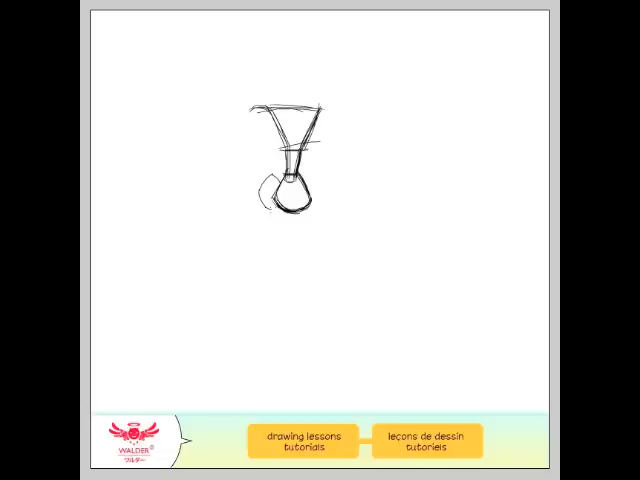 drawing lessons
tutorials
leçons de dessin
tutoriels
WALDER®
ワルダー